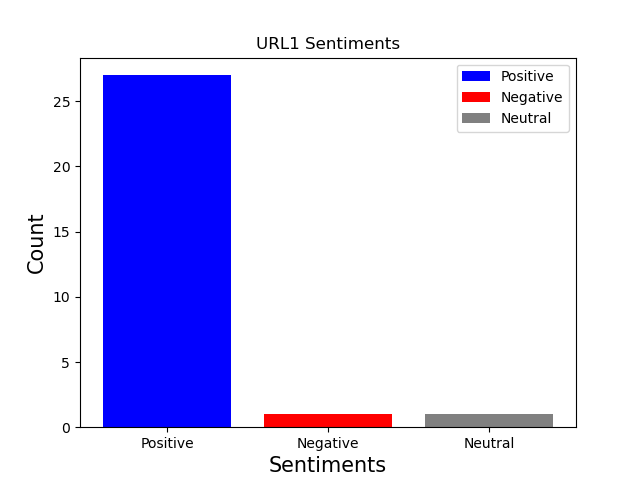 URL1 Sentiments
Positive
Negative
Neutral
25
20
15
10
5
0
Count
Positive Negative Neutral
Sentiments